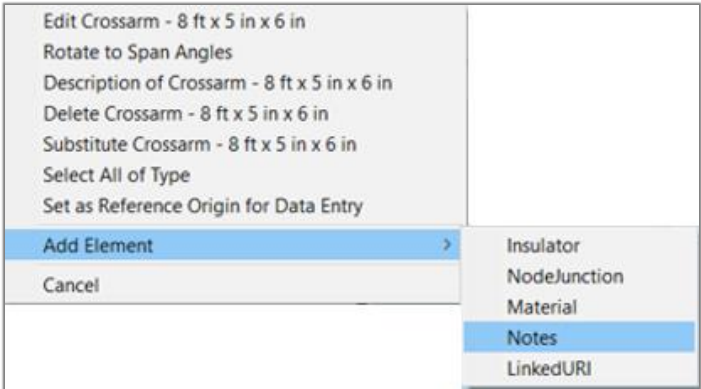 Edit Crossarm - 8 ft x 5 in x 6 in
Rotate to Span Angles
Description of Crossarm - 8 ft x 5 in x 6 in
Delete Crossarm - 8 ft x 5 in x 6 in
Substitute Crossarm - 8 ft x 5 in x 6 in
Select All of Type
Set as Reference Origin for Data Entry
Add Element >
Cancel
Insulator
NodeJunction
Material
Notes
LinkedURI